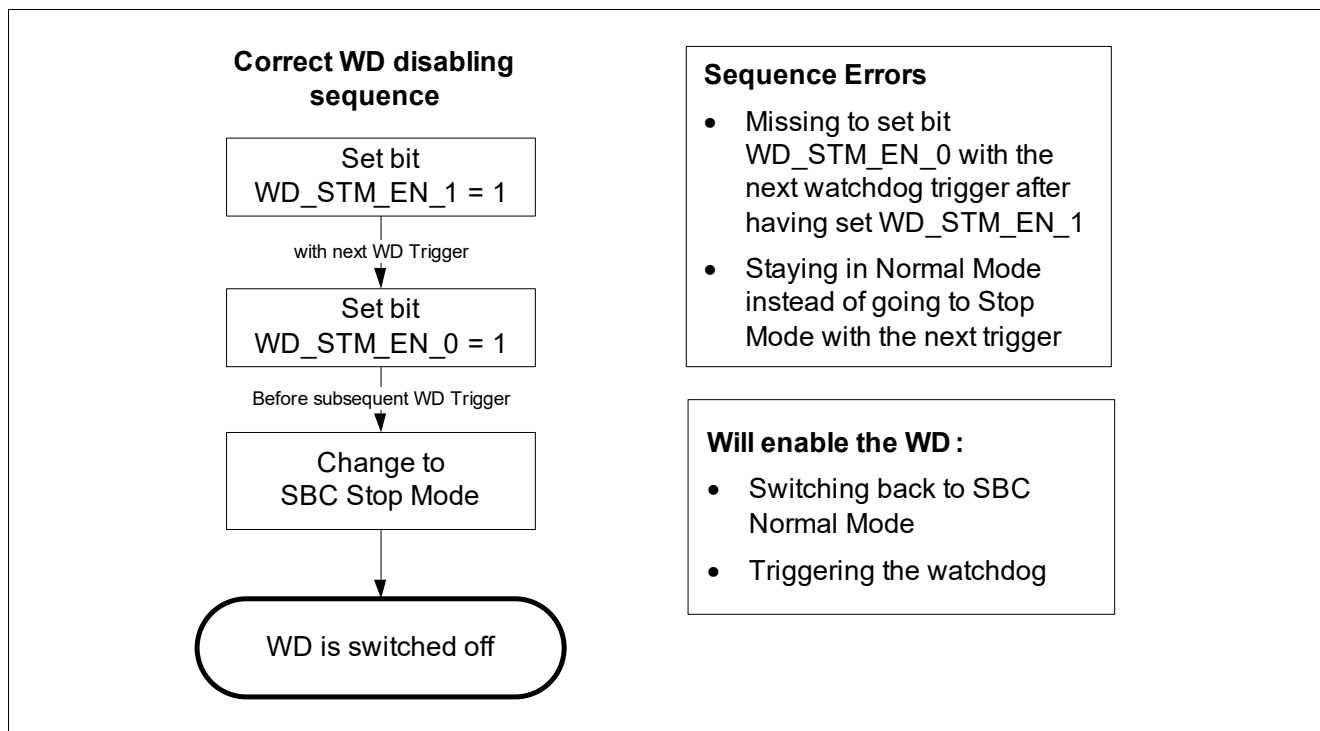 Correct WD disabling
sequence
Set bit
WD_STM_EN_1 = 1
with next WD Trigger
Set bit
WD_STM_EN_0 = 1
Before subsequent WD Trigger
Change to
SBC Stop Mode
WD is switched off
Sequence Errors
• Missing to set bit
WD_STM_EN_0 with the
next watchdog trigger after
having set WD_STM_EN_1
• Staying in Normal Mode
instead of going to Stop
Mode with the next trigger
Will enable the WD :
• Switching back to SBC
Normal Mode
• Triggering the watchdog